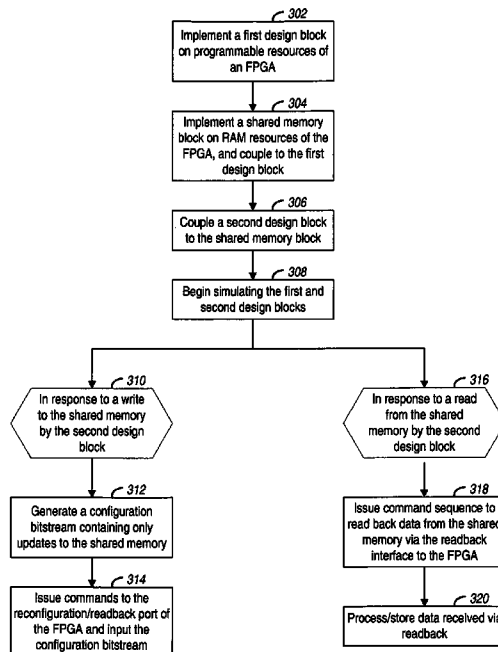 302
Implement a first design block
on programmable resources of
an FPGA
304
Implement a shared memory
block on RAM resources of the
FPGA, and couple to the first
design block
306
Couple a second design block
to the shared memory block
308
Begin simulating the first and
second design blocks
310
In response to a write
to the shared memory
by the second design
block
312
Generate a configuration
bitstream containing only
updates to the shared memory
314
Issue commands to the
reconfiguration/readback port of
the FPGA and input the
configuration bitstream
316
In response to a read
from the shared
memory by the second
design block
318
Issue command sequence to
read back data from the shared
memory via the readback
interface to the FPGA
320
Process/store data received via
readback